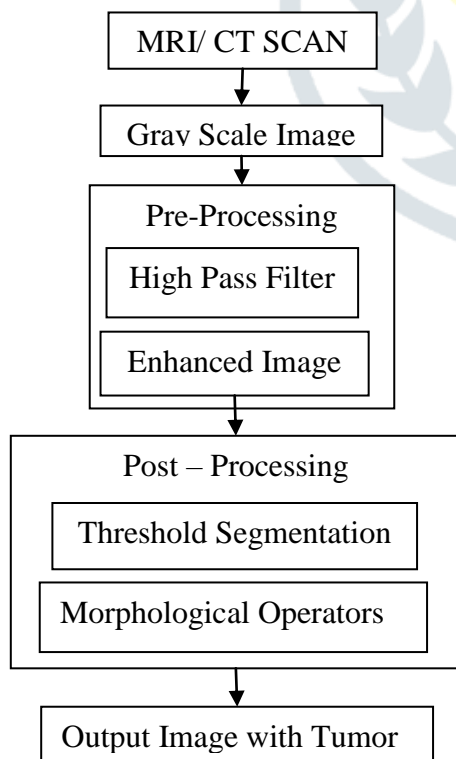 MRI/ CT SCAN
Gray Scale Image
Pre-Processing
High Pass Filter
Enhanced Image
Post – Processing
Threshold Segmentation
Morphological Operators
Output Image with Tumor